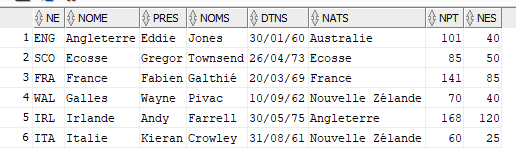 NE NOME PRES NOMS DTNS NATS NPT NES
1 ENG Angleterre Eddie Jones 30/01/60 Australie 101 40
2 SCO Ecosse Gregor Townsend 26/04/73 Ecosse 85 50
3 FRA France Fabien Galthié 20/03/69 France 141 85
4 WAL Galles Wayne Pivac 10/09/62 Nouvelle Zélande 70 40
5 IRL Irlande Andy Farrell 30/05/75 Angleterre 168 120
6 ITA Italie Kieran Crowley 31/08/61 Nouvelle Zélande 60 25